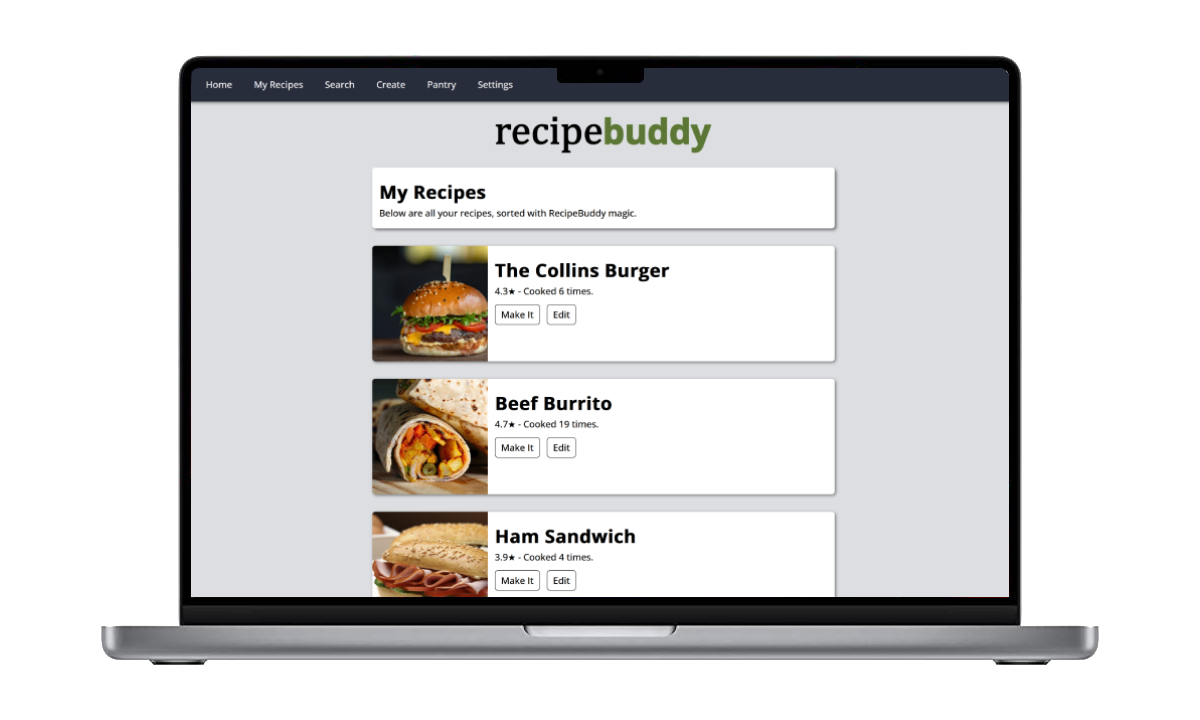 Home My Recipes Search Create Pantry Settings
recipebuddy
My Recipes
Below are all your recipes, sorted with RecipeBuddy magic.
The Collins Burger
4.3★ - Cooked 6 times.
Make It Edit
Beef Burrito
4.7★ - Cooked 19 times.
Make It Edit
Ham Sandwich
3.9★ - Cooked 4 times.
Make It Edit